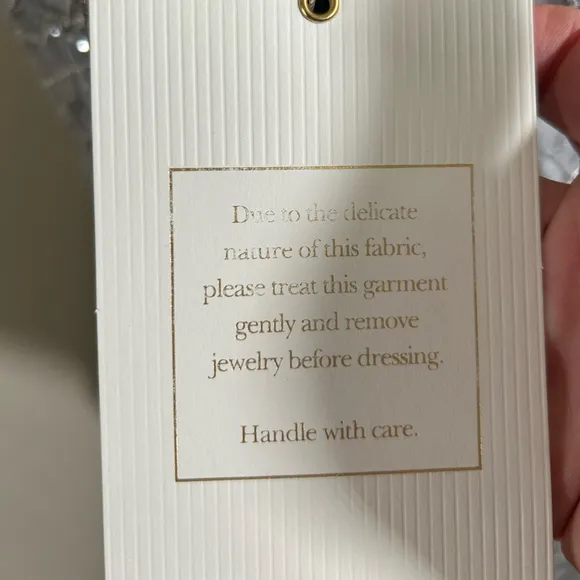 Due to the delicate
nature of this fabric,
please treat this garment
gently and remove
jewelry before dressing.
Handle with care.